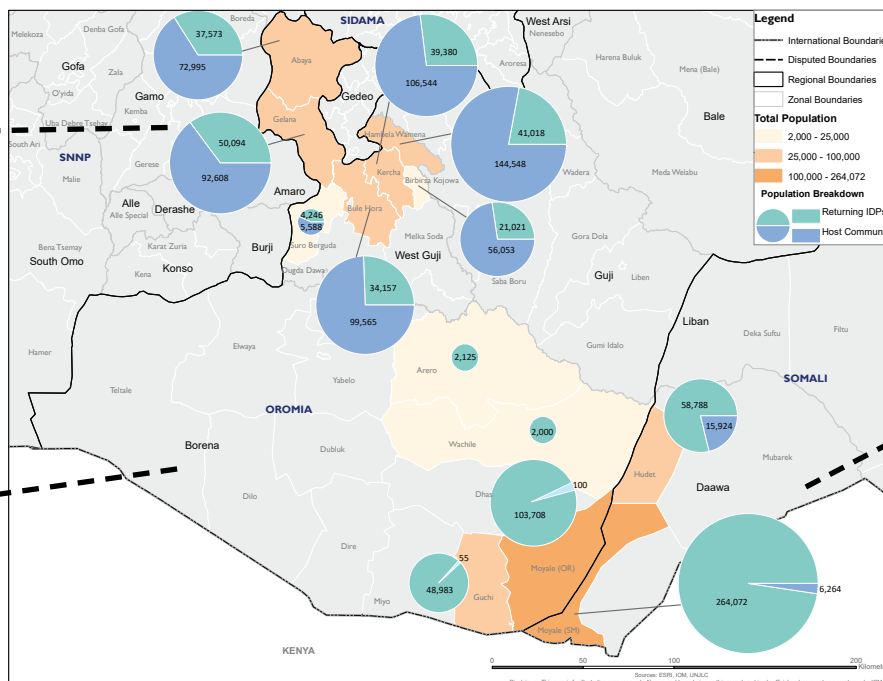 Melekoza
Denba Gofa
Boreda
SIDAMA
West Arsi
Nenesebo
Harena Buluk
Mena (Bale)
Gofa
Zala
O'yida
Kemba
Gamo
Uba Debre Tsehay
South Ari
SNNP
Gerese
Malie
Alle
Alle Special
Derashe
Amaro
Bena Tsemay
South Omo
Karat Zuria
Kena
Konso
Burji
Abaya
Gelana
Gedeo
Aroresa
Hambela Wamena
Kercha
Birbirsa Kojowa
Bule Hora
Suro Berguda
Dugda Dawa
Melka Soda
West Guji
Saba Boru
Wadera
Bale
Meda Welabu
Gora Dola
Guji
Liben
Gumi Idalo
Liban
Deka Suftu
Filtu
SOMALI
Hamer
Elwaya
Teltale
Yabelo
OROMIA
Arero
Borena
Dubluk
Wachile
Hudet
Mubarek
Daawa
Dilo
Dhas
Dire
Miyo
Guchi
Moyale (OR)
Moyale (SM)
KENYA
37,573
72,995
39,380
106,544
50,094
92,608
41,018
144,548
4,246
5,588
21,021
56,053
34,157
99,565
2,125
2,000
58,788
15,924
100
103,708
55
48,983
264,072
6,264
Legend
International Boundaries
Disputed Boundaries
Regional Boundaries
Zonal Boundaries
Total Population
2,000 - 25,000
25,000 - 100,000
100,000 - 264,072
Population Breakdown
Returning IDPs
Host Commun
0 50 100 200
Kilomet
Sources: ESRI, IOM, UNJLC